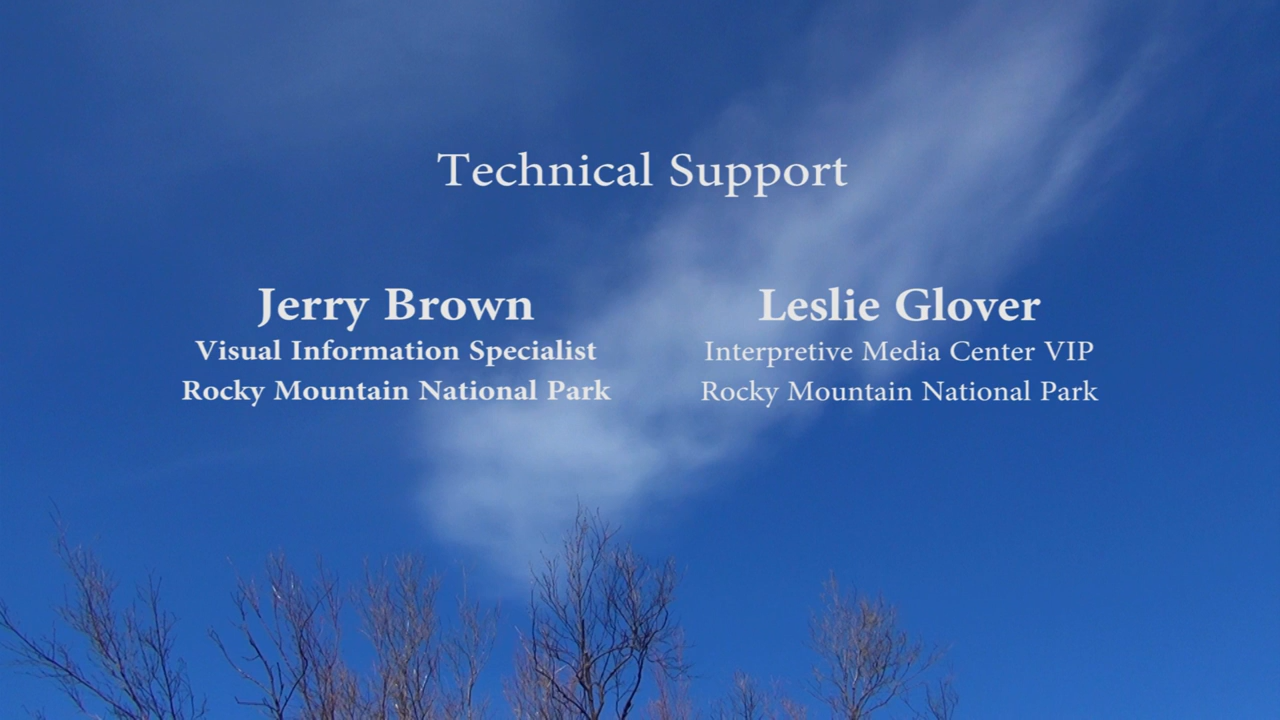 Technical Support
Jerry Brown
Visual Information Specialist
Rocky Mountain National Park
Leslie Glover
Interpretive Media Center VIP
Rocky Mountain National Park